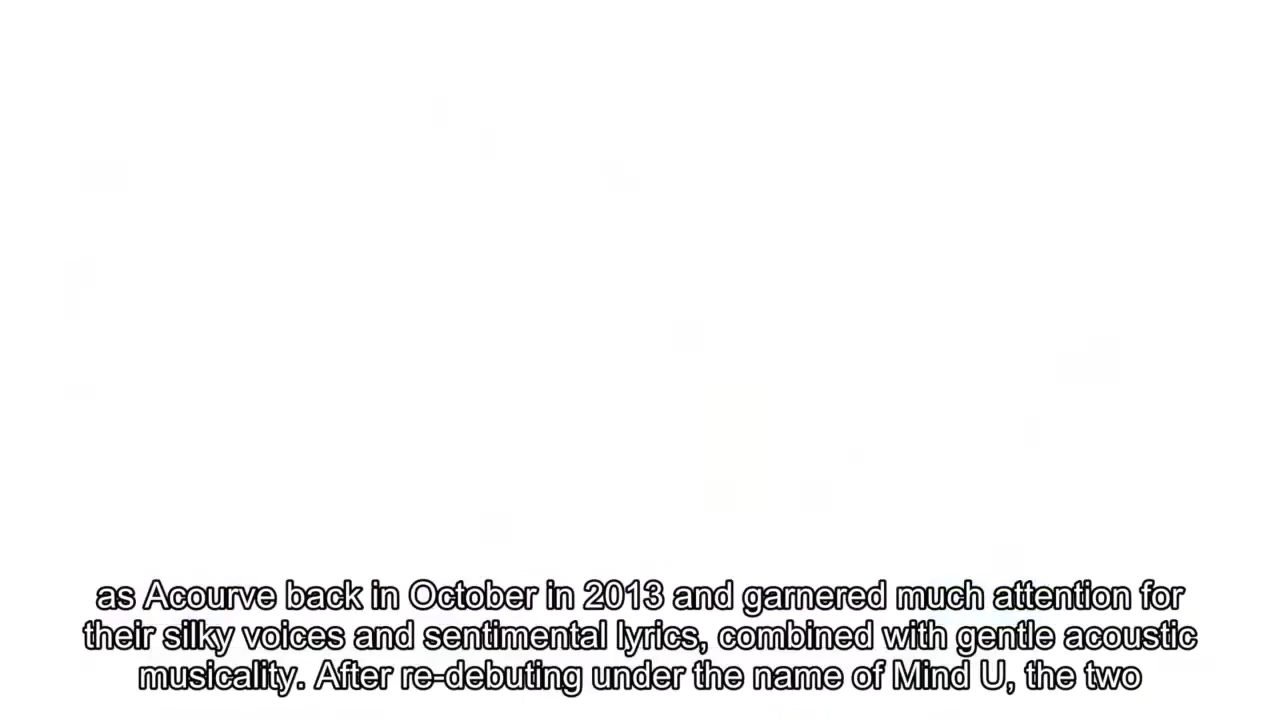 as Acourve back in October in 2013 and garnered much attention for
their silky voices and sentimental lyrics, combined with gentle acoustic
musicality. After re-debuting under the name of Mind U, the two